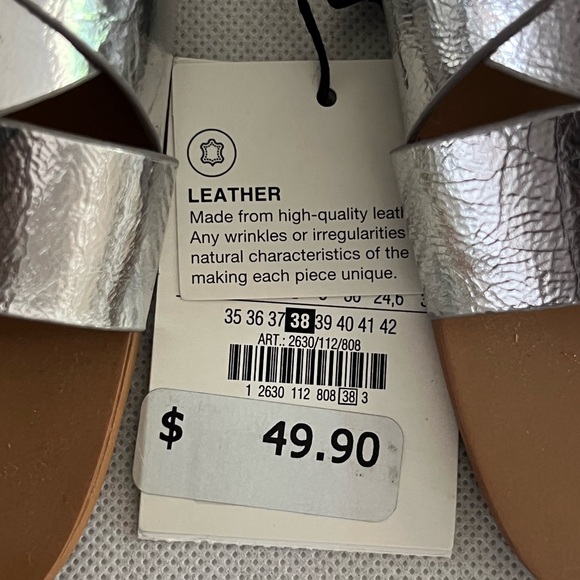 LEATHER
Made from high-quality
Any wrinkles or irregularities
natural characteristics of the
making each piece unique.
24,6
35 36 37 38 39 40 41 42
ART.: 2630/112/808
1 2630 112 808 38 3
$ 49.90